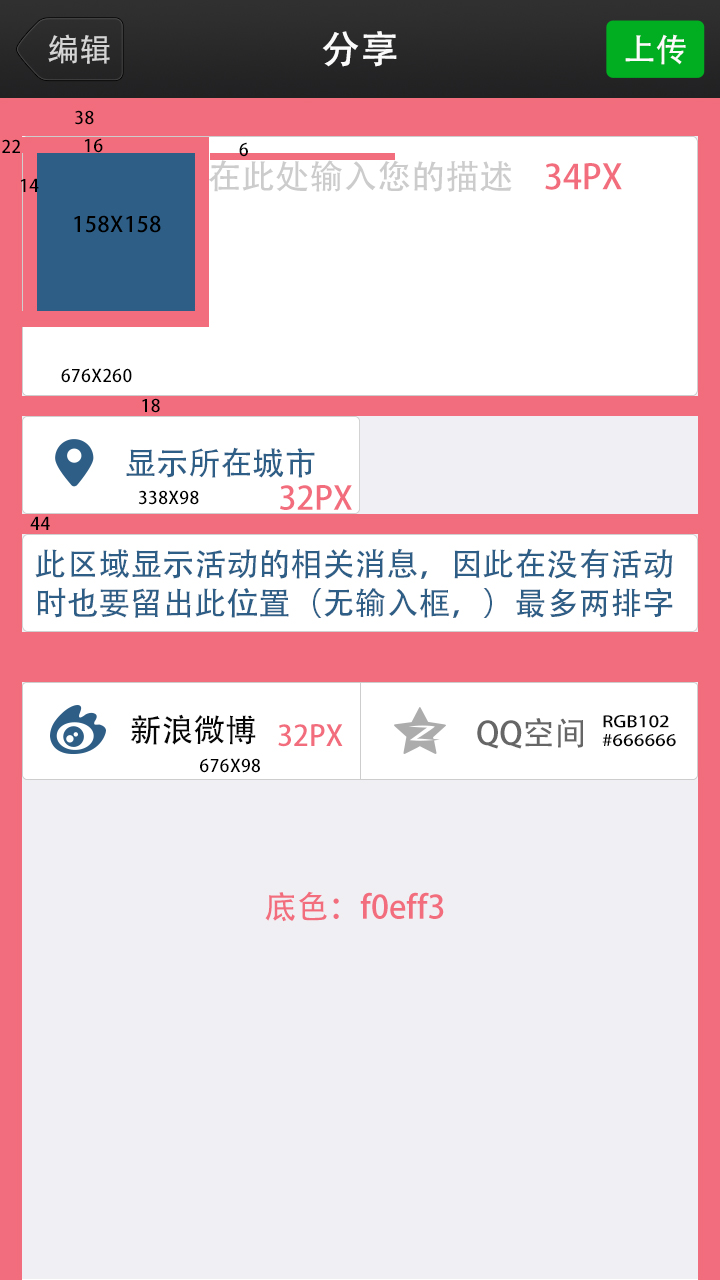 编辑
分享
上传
38
22
16
6
14
在此处输入您的描述
34PX
158X158
676X260
18
显示所在城市
338X98
32PX
44
此区域显示活动的相关消息，因此在没有活动
时也要留出此位置（无输入框，）最多两排字
新浪微博
32PX
676X98
QQ空间
RGB102
#666666
底色：f0eff3